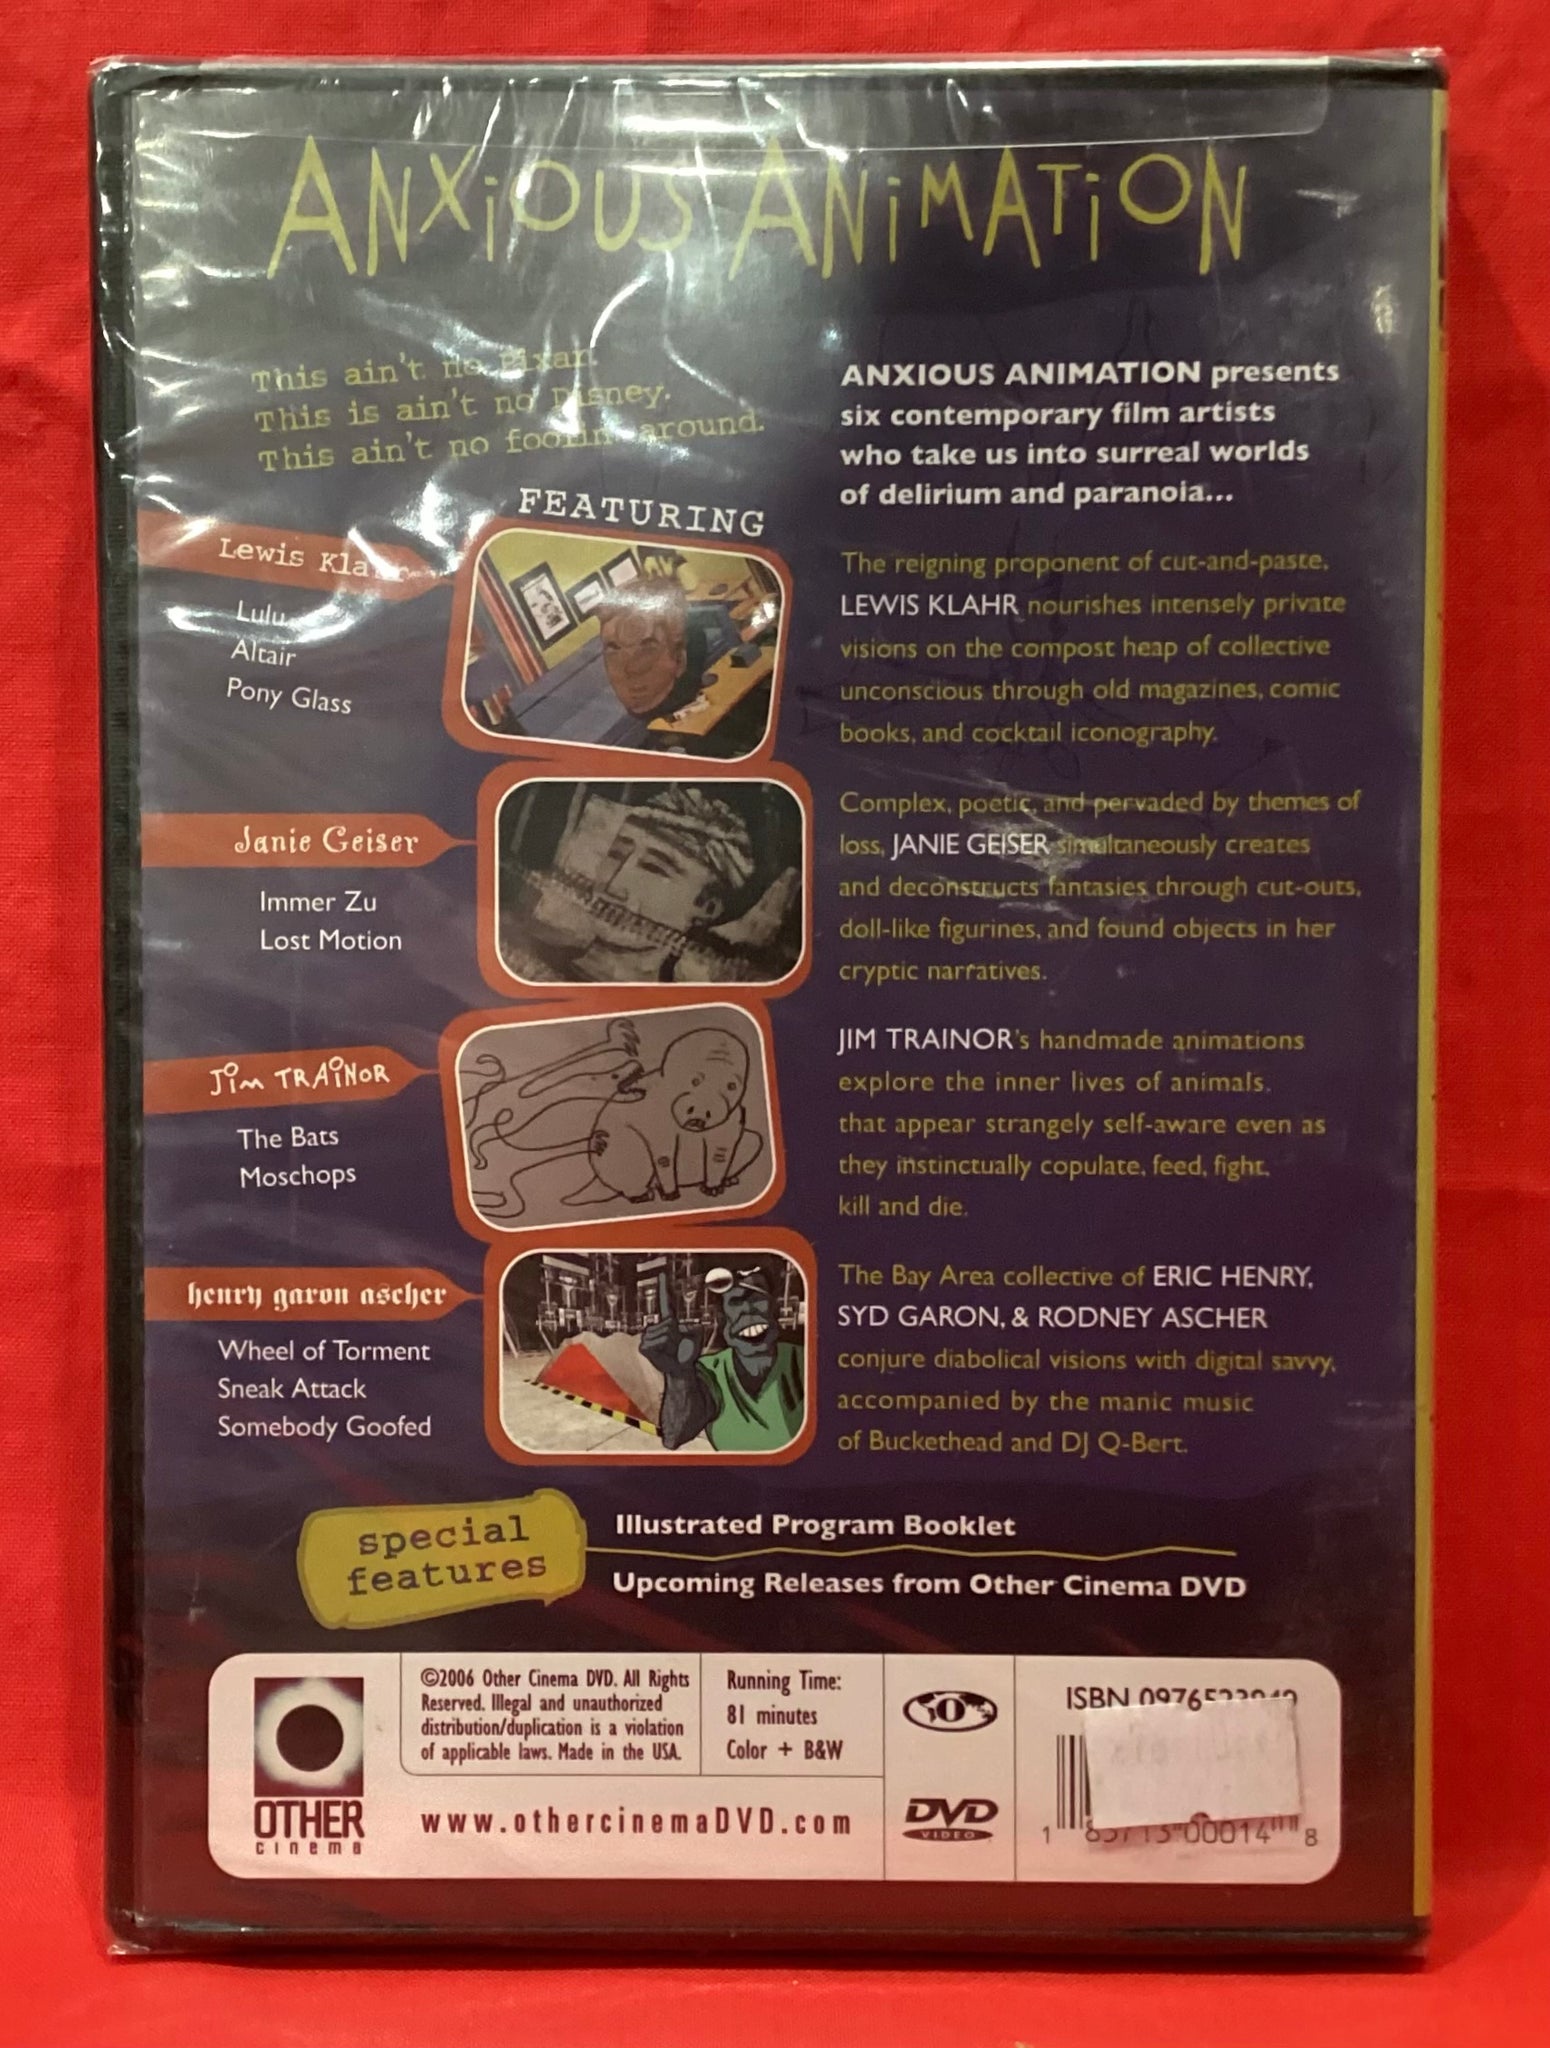 ANXiOUS ANiMATiON
This ain't no Pixar.
This is ain't no Disney.
This ain't no foolin' around.
FEATURING
Lewis Klahr
Lulu
Altair
Pony Glass
Janie Geiser
Immer Zu
Lost Motion
Jim TRAiNOR
The Bats
Moschops
henry garon ascher
Wheel of Torment
Sneak Attack
Somebody Goofed
ANXIOUS ANIMATION presents
six contemporary film artists
who take us into surreal worlds
of delirium and paranoia...
The reigning proponent of cut-and-paste,
LEWIS KLAHR nourishes intensely private
visions on the compost heap of collective
unconscious through old magazines, comic
books, and cocktail iconography.
Complex, poetic, and pervaded by themes of
loss, JANIE GEISER simultaneously creates
and deconstructs fantasies through cut-outs,
doll-like figurines, and found objects in her
cryptic narratives.
JIM TRAINOR's handmade animations
explore the inner lives of animals,
that appear strangely self-aware even as
they instinctually copulate, feed, fight,
kill and die.
The Bay Area collective of ERIC HENRY,
SYD GARON, & RODNEY ASCHER
conjure diabolical visions with digital savvy,
accompanied by the manic music
of Buckethead and DJ Q-Bert.
special
features
Illustrated Program Booklet
Upcoming Releases from Other Cinema DVD
OTHER
cinema
©2006 Other Cinema DVD. All Rights
Reserved. Illegal and unauthorized
distribution/duplication is a violation
of applicable laws. Made in the USA.
Running Time:
81 minutes
Color + B&W
www.othercinemaDVD.com
DVD
VIDEO
ISBN
1 00014 8